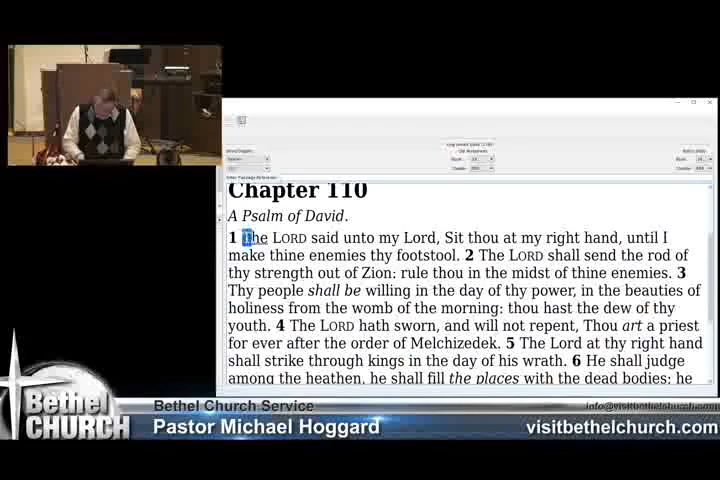 Chapter 110
A Psalm of David.
1 The LORD said unto my Lord, Sit thou at my right hand, until I
make thine enemies thy footstool. 2 The LORD shall send the rod of
thy strength out of Zion: rule thou in the midst of thine enemies. 3
Thy people shall be willing in the day of thy power, in the beauties of
holiness from the womb of the morning: thou hast the dew of thy
youth. 4 The LORD hath sworn, and will not repent, Thou art a priest
for ever after the order of Melchizedek. 5 The Lord at thy right hand
shall strike through kings in the day of his wrath. 6 He shall judge
among the heathen, he shall fill the places with the dead bodies; he
Bethel
CHURCH
Bethel Church Service
info@visitbethelchurch.com
Pastor Michael Hoggard
visitbethelchurch.com